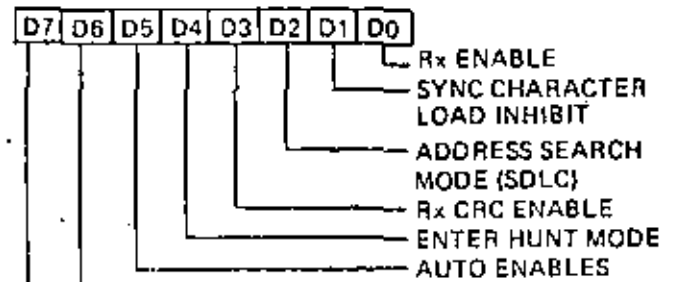 D7 D6 D5 D4 D3 D2 D1 D0
Rx ENABLE
SYNC CHARACTER
LOAD INHIBIT
ADDRESS SEARCH
MODE (SDLC)
Rx CRC ENABLE
ENTER HUNT MODE
AUTO ENABLES